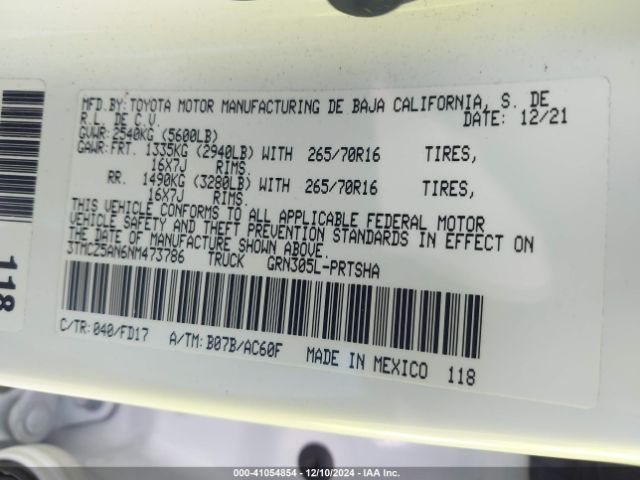 MFD. BY: TOYOTA MOTOR MANUFACTURING DE BAJA CALIFORNIA, S. DE
R.L. DE C.V. DATE: 12/21
GVWR: 2540KG (5600LB)
GAWR: FRT. 1335KG (2940LB) WITH 265/70R16 TIRES,
16X7J RIMS.
RR. 1490KG (3280LB) WITH 265/70R16 TIRES,
16X7J RIMS.
THIS VEHICLE CONFORMS TO ALL APPLICABLE FEDERAL MOTOR
VEHICLE SAFETY AND THEFT PREVENTION STANDARDS IN EFFECT ON
THE DATE OF MANUFACTURE SHOWN ABOVE.
3TMCZ5AN6NM473786 TRUCK GRN305L-PRTSHA
C/TR: 040/FD17 A/TM: B07B/AC60F MADE IN MEXICO 118
118
000-41054854 - 12/10/2024 - IAA Inc.